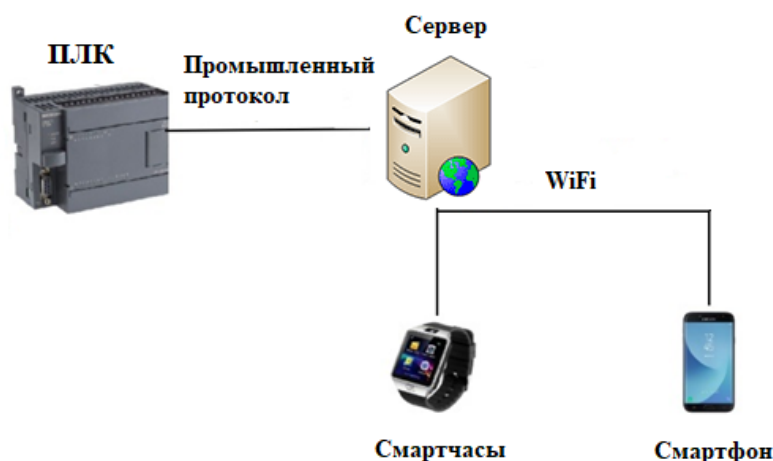 Сервер
ПЛК
Промышленный
протокол
WiFi
Смартчасы
Смартфон